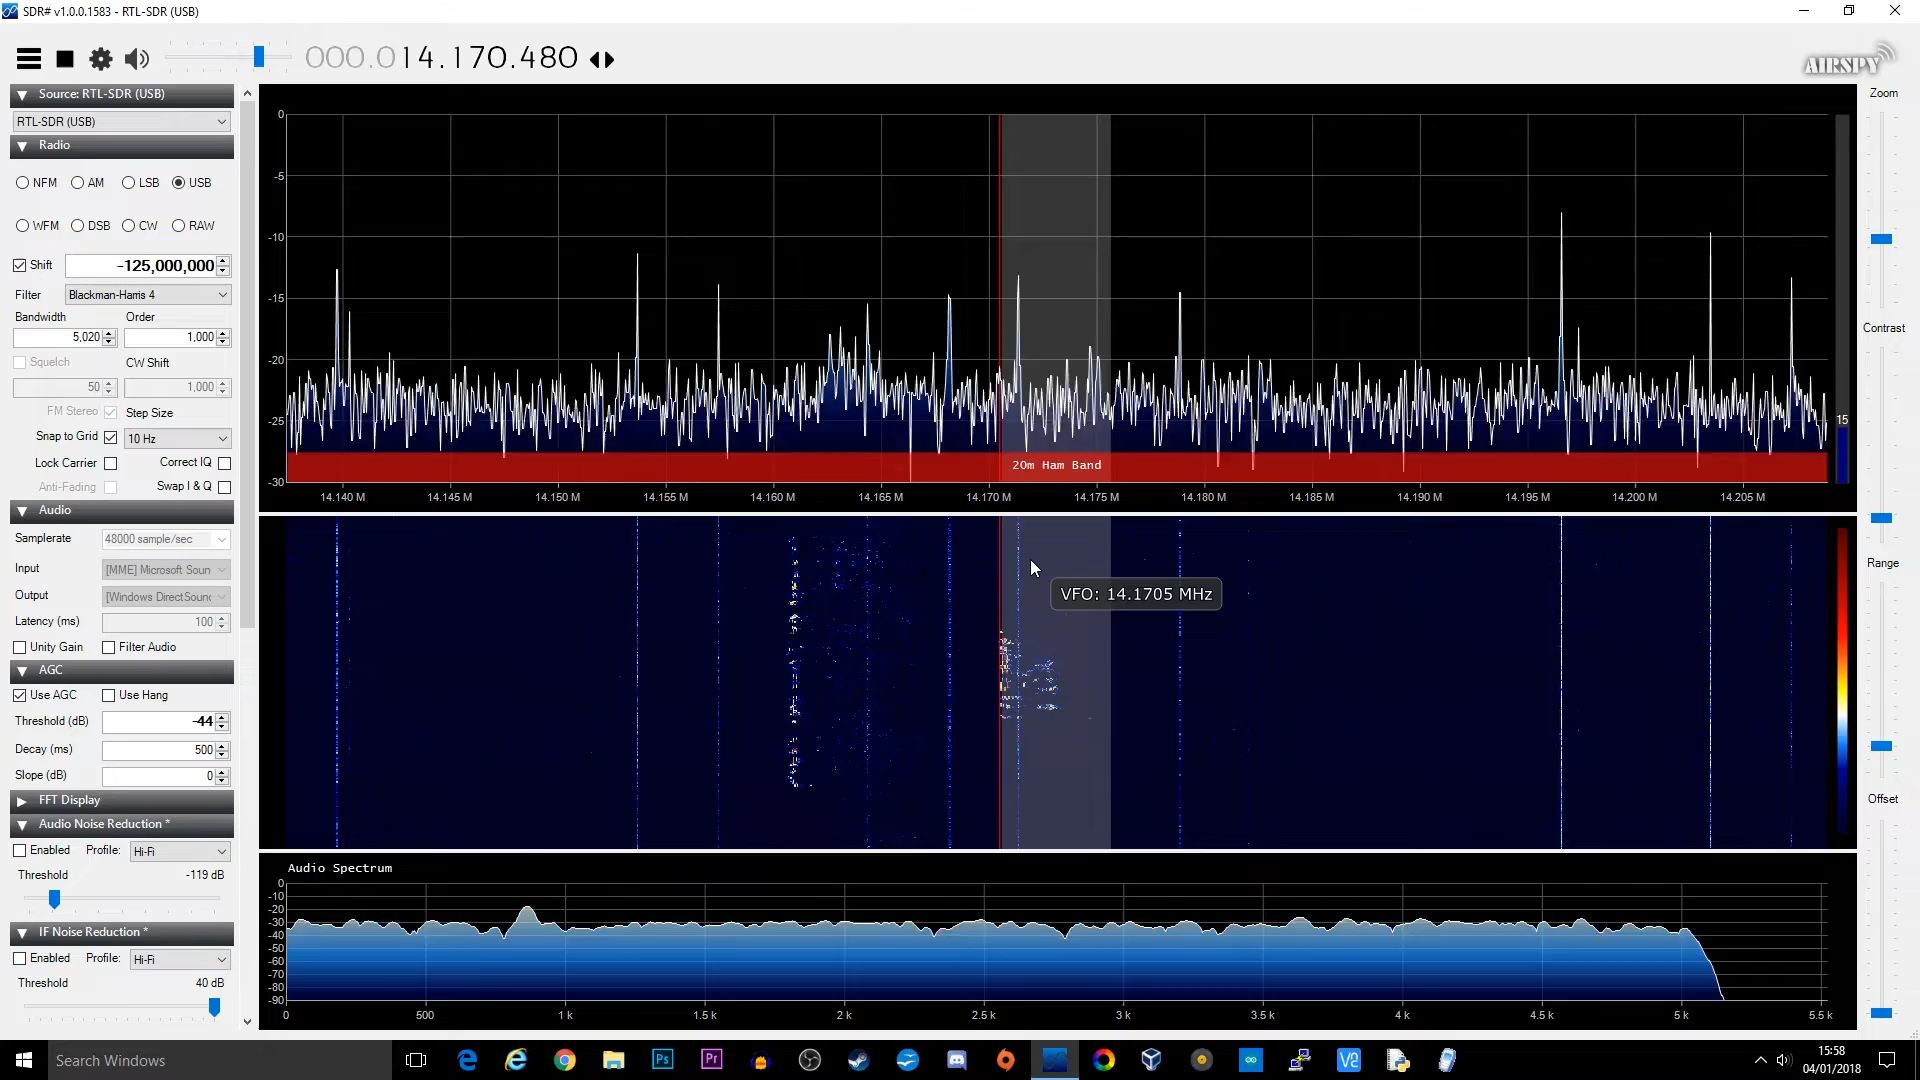 SDR# v1.0.0.1583 - RTL-SDR (USB)
000.014.170.480
AIRSPY
Source: RTL-SDR (USB)
RTL-SDR (USB)
Radio
NFM AM LSB USB
WFM DSB CW RAW
Shift -125,000,000
Filter Blackman-Harris 4
Bandwidth Order
5,020 1,000
Squelch CW Shift
50 1,000
FM Stereo Step Size
Snap to Grid 10 Hz
Lock Carrier Correct IQ
Anti-Fading Swap I & Q
Audio
Samplerate 48000 sample/sec
Input [MME] Microsoft Soun
Output [Windows DirectSound
Latency (ms) 100
Unity Gain Filter Audio
AGC
Use AGC Use Hang
Threshold (dB) -44
Decay (ms) 500
Slope (dB) 0
FFT Display
Audio Noise Reduction *
Enabled Profile: Hi-Fi
Threshold -119 dB
IF Noise Reduction *
Enabled Profile: Hi-Fi
Threshold 40 dB
0
-5
-10
-15
-20
-25
-30
15
20m Ham Band
14.140 M 14.145 M 14.150 M 14.155 M 14.160 M 14.165 M 14.170 M 14.175 M 14.180 M 14.185 M 14.190 M 14.195 M 14.200 M 14.205 M
VFO: 14.1705 MHz
Audio Spectrum
0
-10
-20
-30
-40
-50
-60
-70
-80
-90
0 500 1 k 1.5 k 2 k 2.5 k 3 k 3.5 k 4 k 4.5 k 5 k 5.5 k
Zoom
Contrast
Range
Offset
Search Windows
Ps
Pr
V2
15:58
04/01/2018